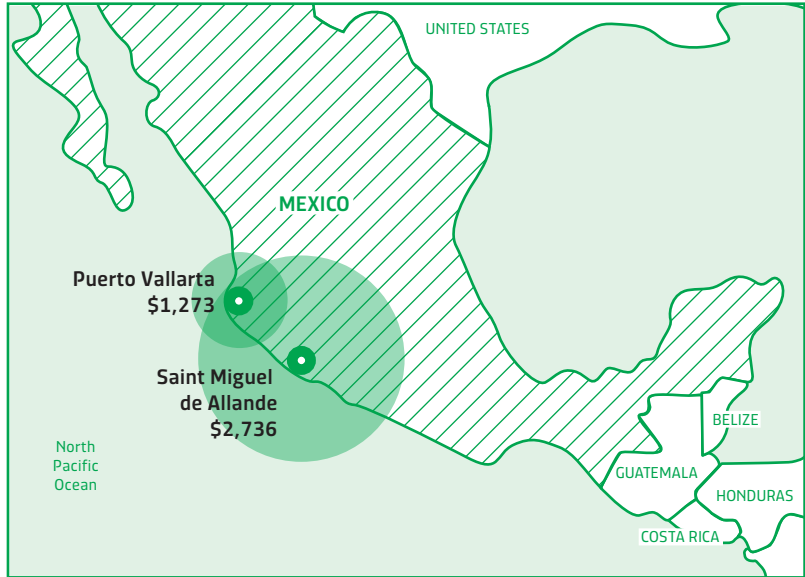 UNITED STATES
MEXICO
Puerto Vallarta
$1,273
Saint Miguel
de Allande
$2,736
North
Pacific
Ocean
BELIZE
GUATEMALA
HONDURAS
COSTA RICA